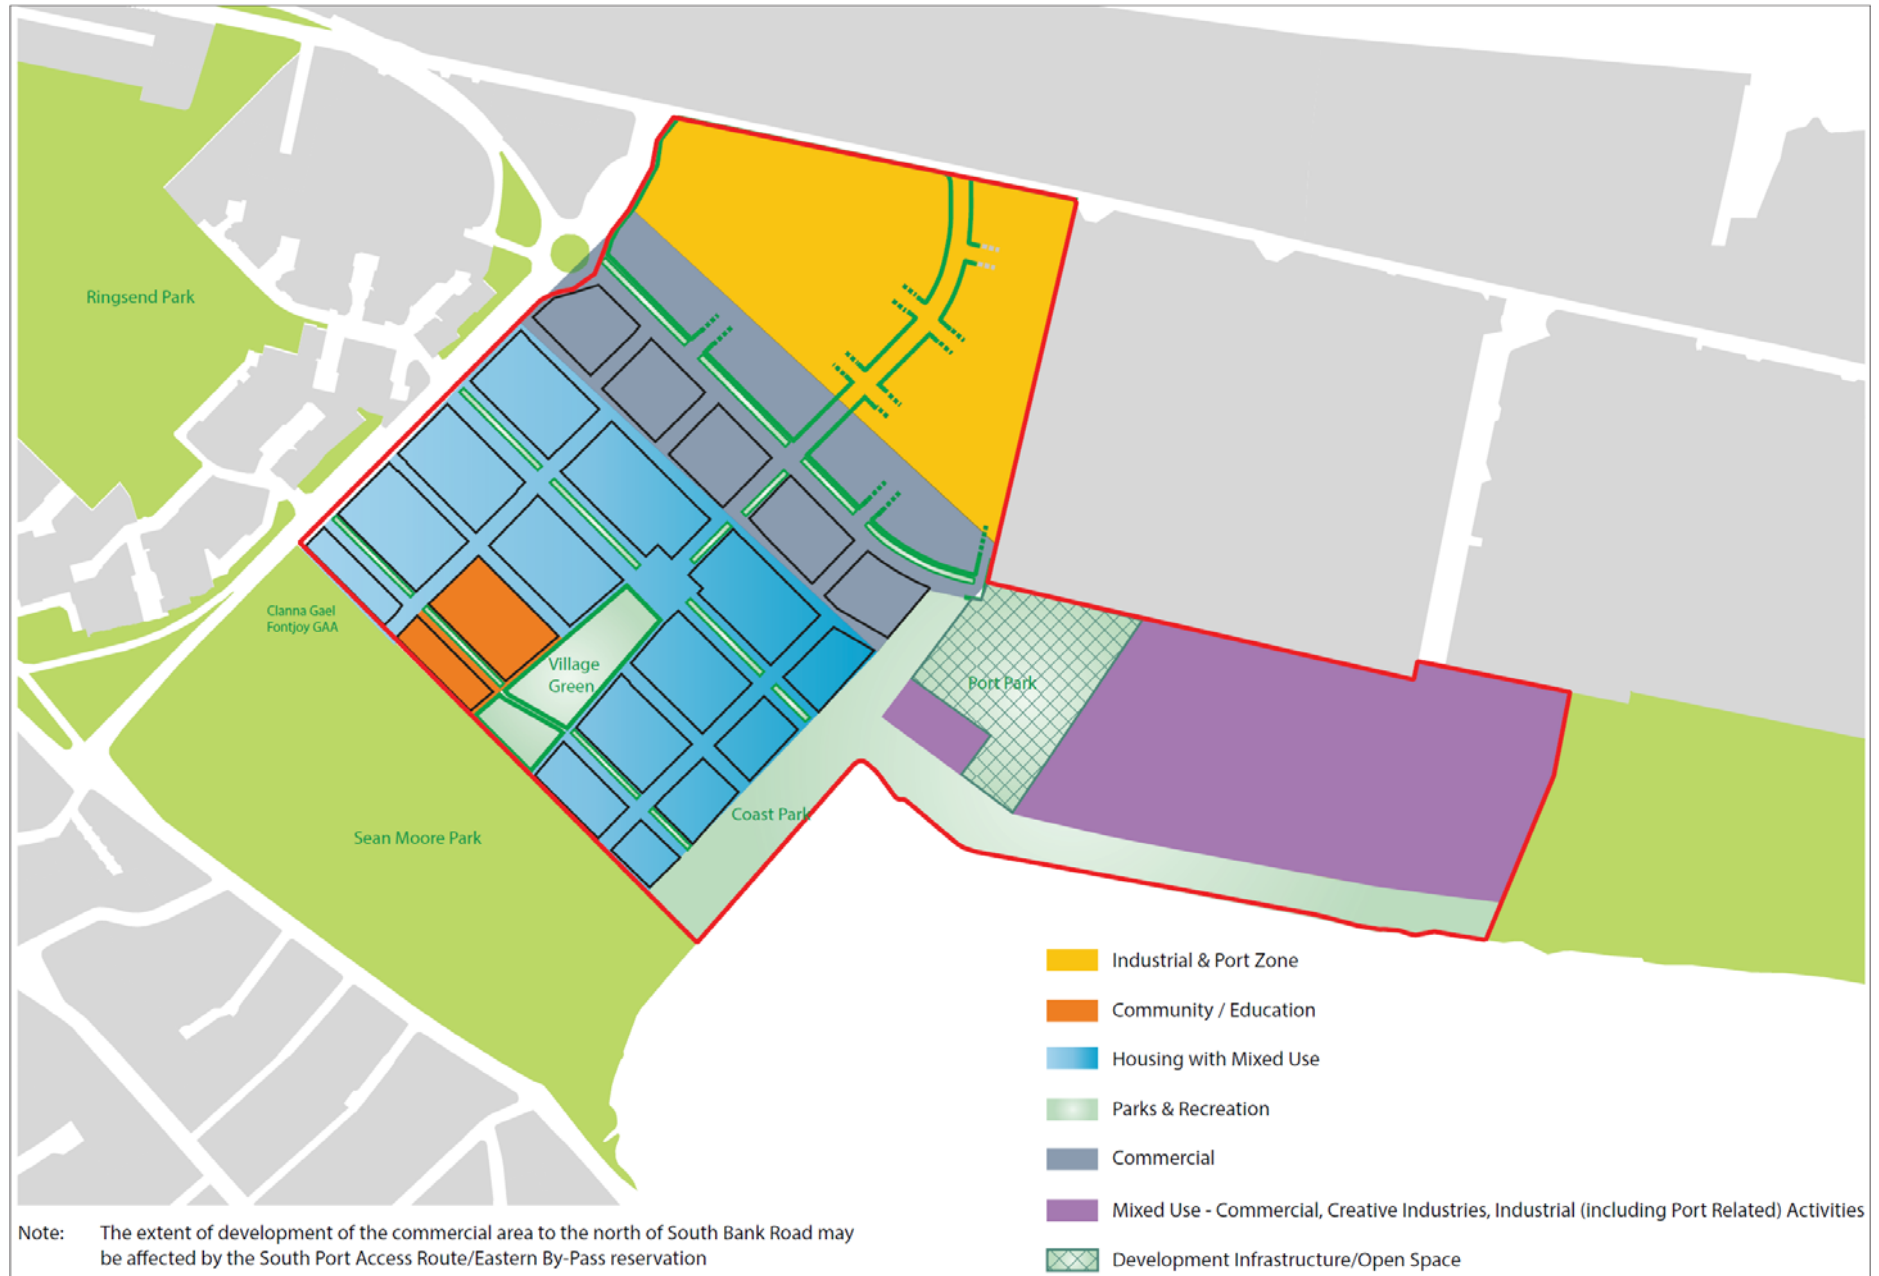 Ringsend Park
Clanna Gael
Fontjoy GAA
Village
Green
Port Park
Coast Park
Sean Moore Park
Industrial & Port Zone
Community / Education
Housing with Mixed Use
Parks & Recreation
Commercial
Mixed Use - Commercial, Creative Industries, Industrial (including Port Related) Activities
Development Infrastructure/Open Space
Note: The extent of development of the commercial area to the north of South Bank Road may
be affected by the South Port Access Route/Eastern By-Pass reservation